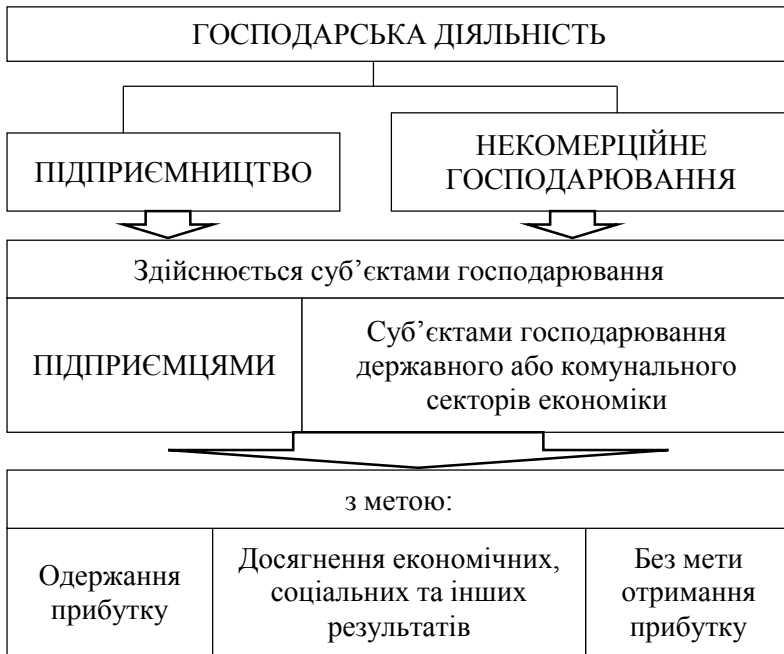 ГОСПОДАРСЬКА ДІЯЛЬНІСТЬ
ПІДПРИЄМНИЦТВО
НЕКОМЕРЦІЙНЕ
ГОСПОДАРЮВАННЯ
Здійснюється суб’єктами господарювання
ПІДПРИЄМЦЯМИ
Суб’єктами господарювання
державного або комунального
секторів економіки
з метою:
Одержання
прибутку
Досягнення економічних,
соціальних та інших
результатів
Без мети
отримання
прибутку